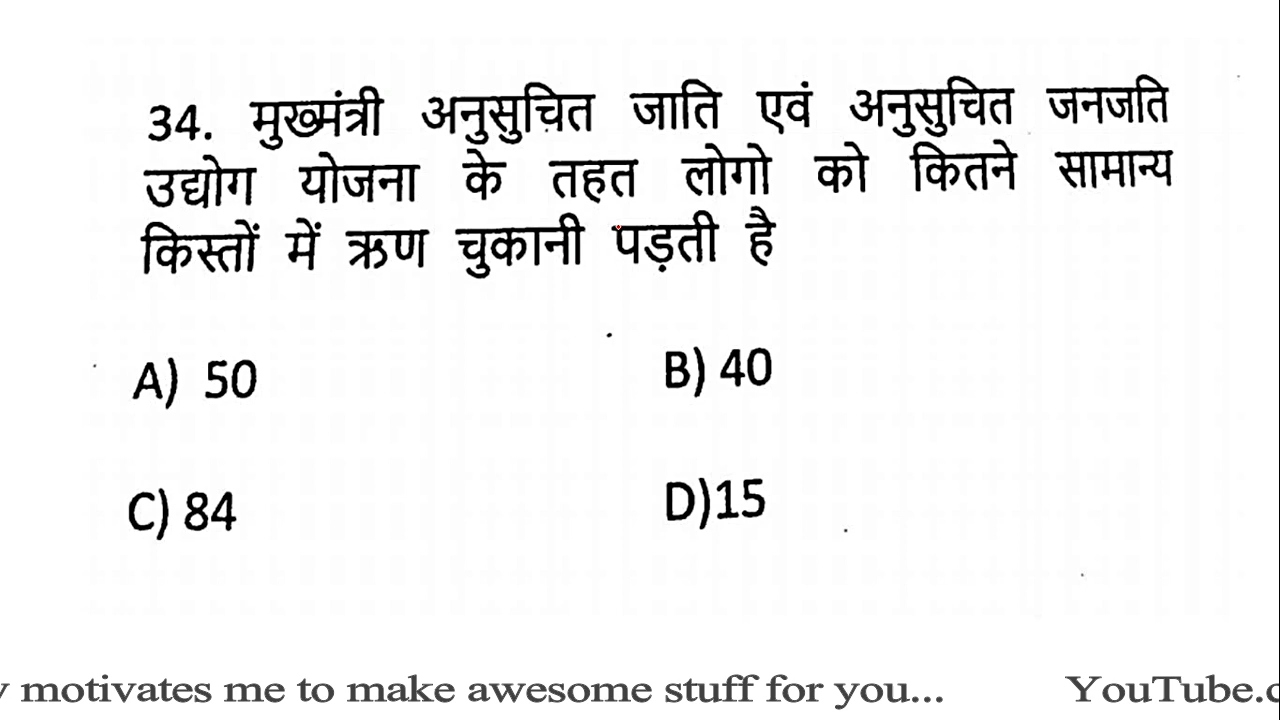 34. मुख्मंत्री अनुसुचित जाति एवं अनुसुचित जनजति
उद्योग योजना के तहत लोगो को कितने सामान्य
किस्तों में ऋण चुकानी पड़ती है
A) 50
B) 40
C) 84
D)15
motivates me to make awesome stuff for you...